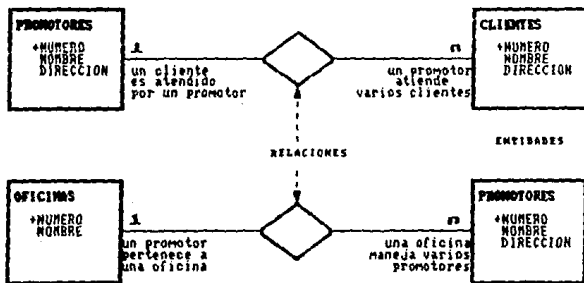 PROMOTORES
+NUMERO
NOMBRE
DIRECCION
1
un cliente
es atendido
por un promotor
n
un promotor
atiende
varios clientes
CLIENTES
+NUMERO
NOMBRE
DIRECCION
RELACIONES
ENTIDADES
OFICINAS
+NUMERO
NOMBRE
1
un promotor
pertenece a
una oficina
n
una oficina
maneja varios
promotores
PROMOTORES
+NUMERO
NOMBRE
DIRECCION